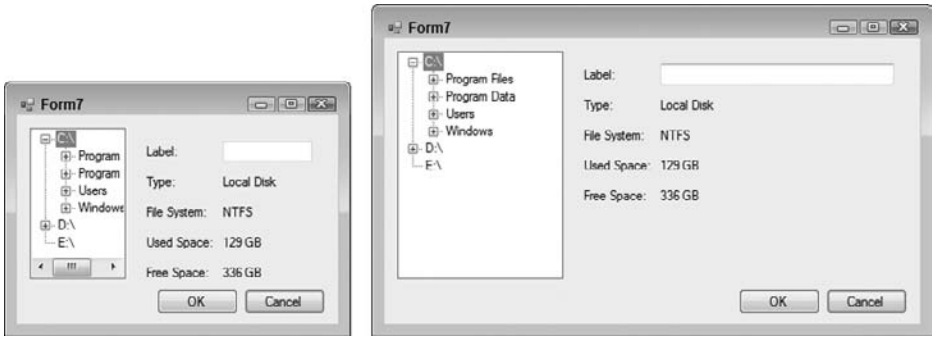 Form7
C:\
Program
Program
Users
Windows
D:\
E:\
Label:
Type: Local Disk
File System: NTFS
Used Space: 129 GB
Free Space: 336 GB
OK Cancel
Form7
C:\
Program Files
Program Data
Users
Windows
D:\
E:\
Label:
Type: Local Disk
File System: NTFS
Used Space: 129 GB
Free Space: 336 GB
OK Cancel